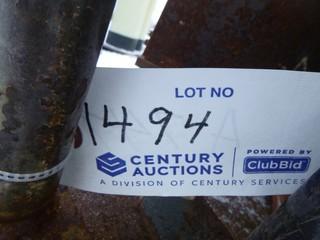 LOT NO
1494
CENTURY POWERED BY
AUCTIONS ClubBid
A DIVISION OF CENTURY SERVICES